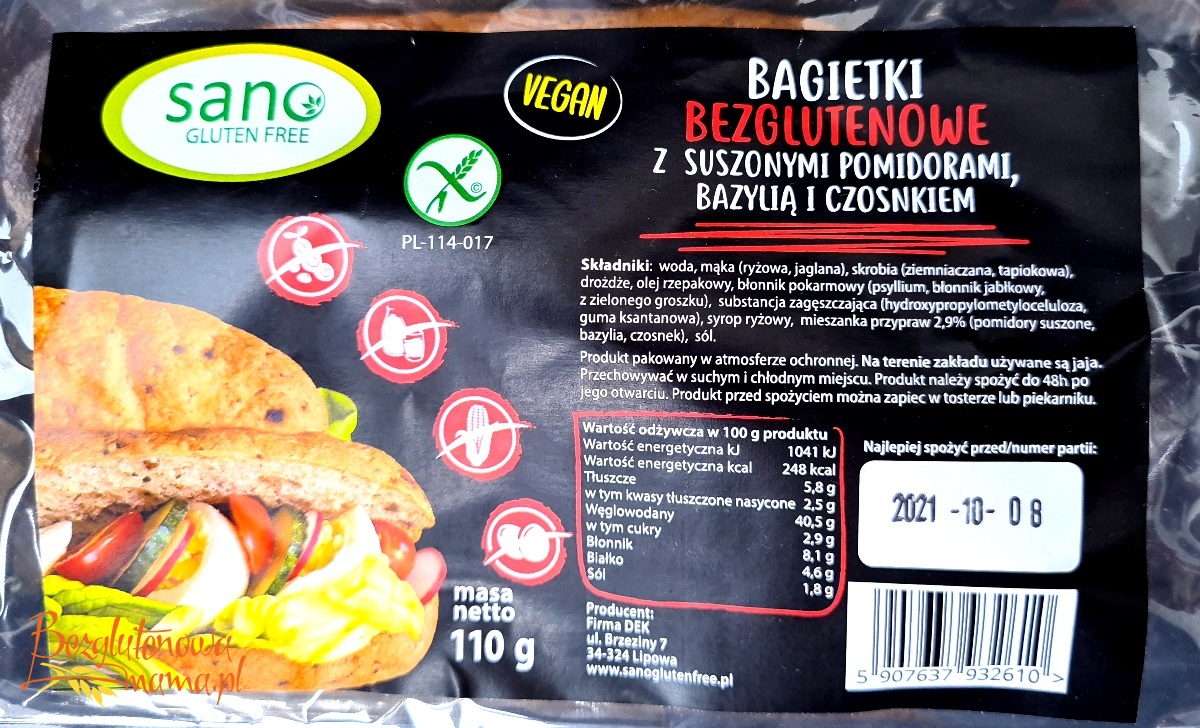 sano
GLUTEN FREE
VEGAN
PL-114-017
BAGIETKI
BEZGLUTENOWE
Z SUSZONYMI POMIDORAMI,
BAZYLIĄ I CZOSNKIEM
Składniki: woda, mąka (ryżowa, jaglana), skrobia (ziemniaczana, tapiokowa),
drożdże, olej rzepakowy, błonnik pokarmowy (psyllium, błonnik jabłkowy,
z zielonego groszku), substancja zagęszczająca (hydroxypropylometyloceluloza,
guma ksantanowa), syrop ryżowy, mieszanka przypraw 2,9% (pomidory suszone,
bazylia, czosnek), sól.
Produkt pakowany w atmosferze ochronnej. Na terenie zakładu używane są jaja.
Przechowywać w suchym i chłodnym miejscu. Produkt należy spożyć do 48h po
jego otwarciu. Produkt przed spożyciem można zapiec w tosterze lub piekarniku.
Wartość odżywcza w 100 g produktu
Wartość energetyczna kJ 1041 kJ
Wartość energetyczna kcal 248 kcal
Tłuszcze 5,8 g
w tym kwasy tłuszczone nasycone 2,5 g
Węglowodany 40,5 g
w tym cukry 2,9 g
Błonnik 8,1 g
Białko 4,6 g
Sól 1,8 g
Najlepiej spożyć przed/numer partii:
2021 -10- 08
masa
netto
110 g
Producent:
Firma DEK
ul. Brzeziny 7
34-324 Lipowa
www.sanoglutenfree.pl
5 907637 932610 >
Bezglutenowa
mama.pl